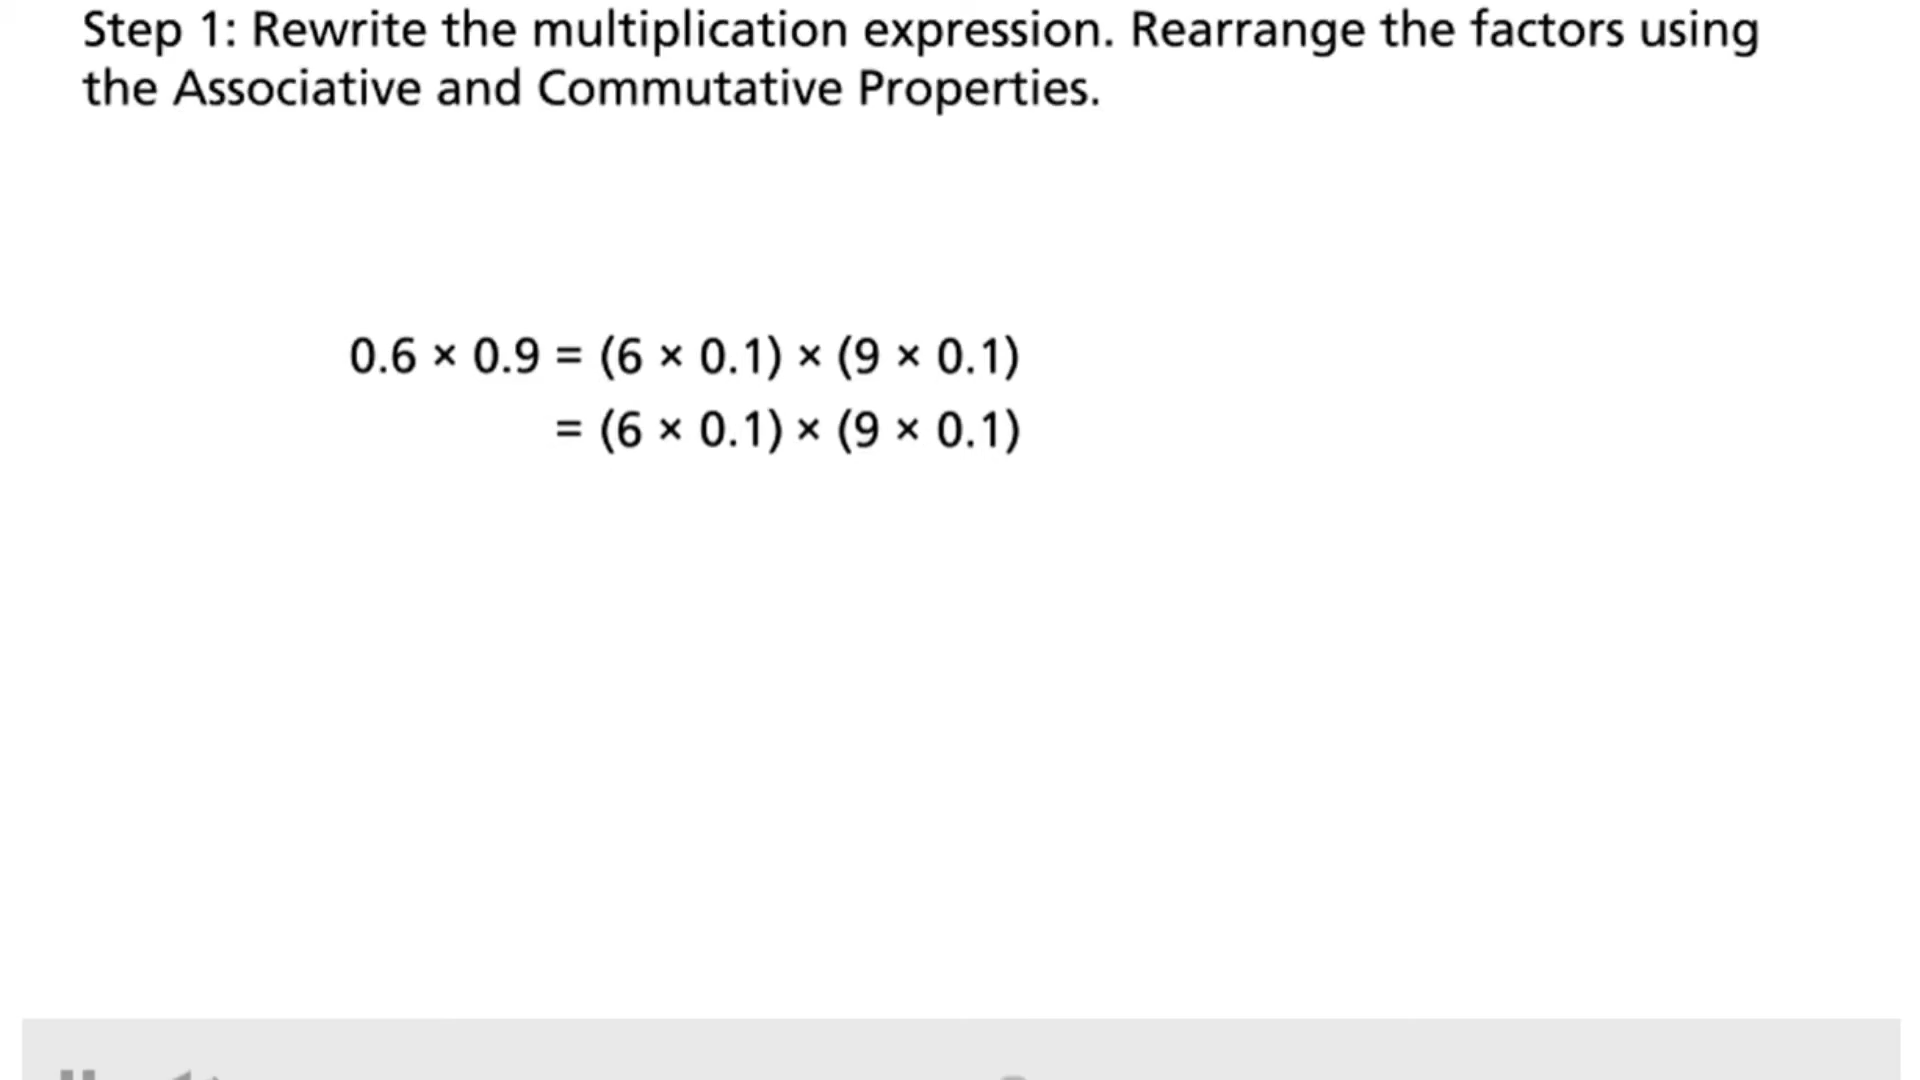 Step 1: Rewrite the multiplication expression. Rearrange the factors using
the Associative and Commutative Properties.
0.6 × 0.9 = (6 × 0.1) × (9 × 0.1)
= (6 × 0.1) × (9 × 0.1)